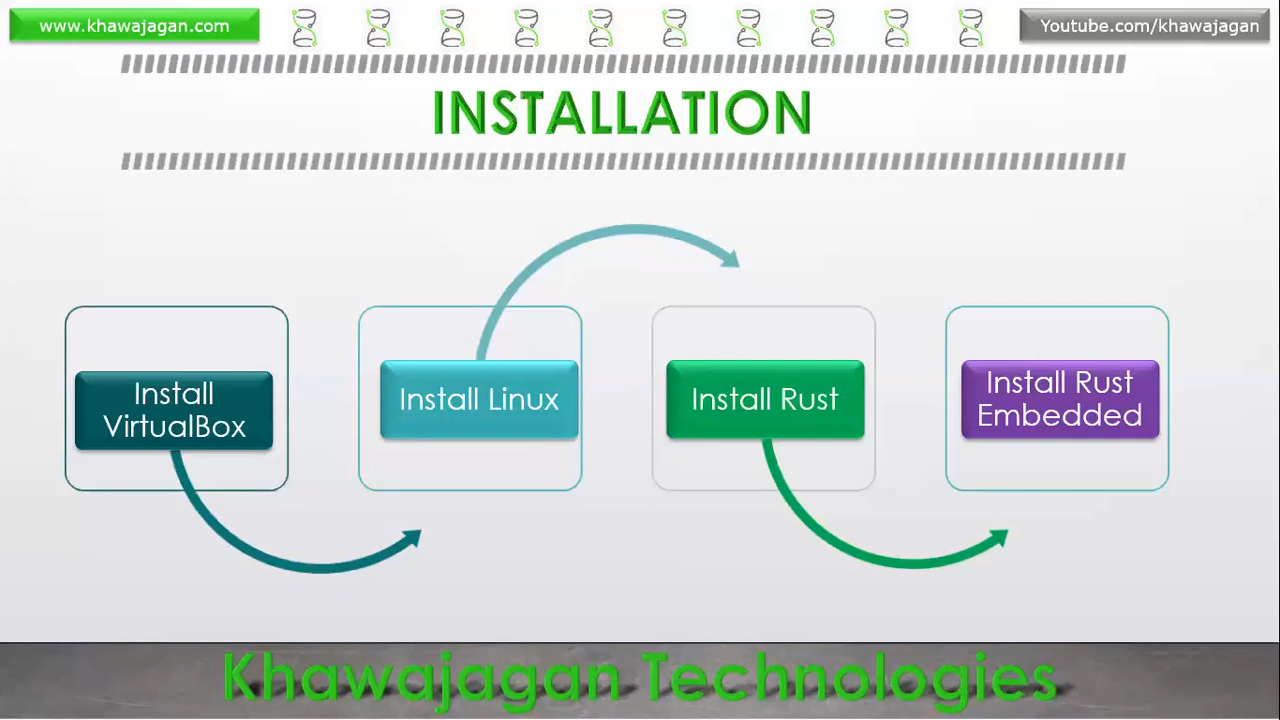 www.khawajagan.com
Youtube.com/khawajagan
INSTALLATION
Install
VirtualBox
Install Linux
Install Rust
Install Rust
Embedded
Khawajagan Technologies